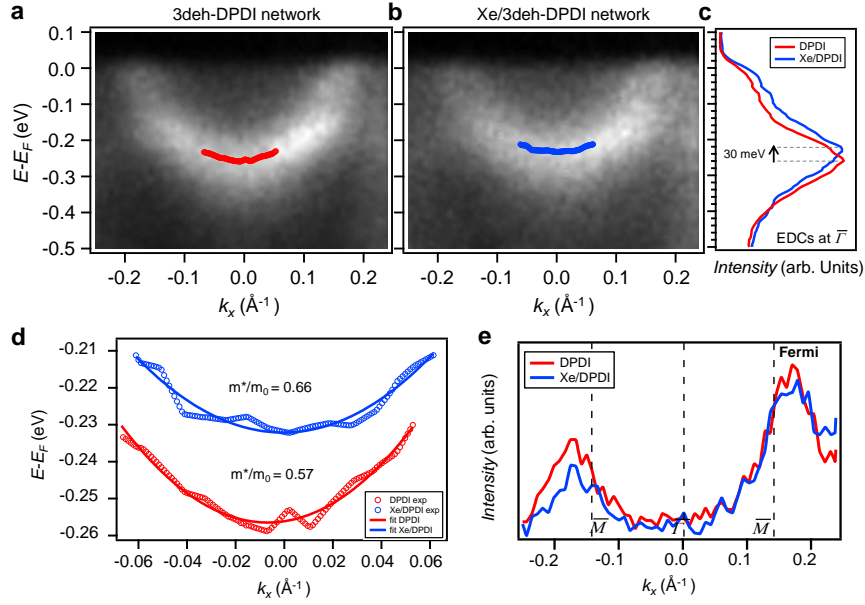 a
3deh-DPDI network
b
Xe/3deh-DPDI network
c
0.1
0.0
-0.1
-0.2
-0.3
-0.4
-0.5
E-E_F (eV)
-0.2
-0.1
0.0
0.1
0.2
k_x (Å⁻¹)
-0.2
-0.1
0.0
0.1
0.2
k_x (Å⁻¹)
DPDI
Xe/DPDI
30 meV
EDCs at Γ̅
Intensity (arb. Units)
d
-0.21
-0.22
-0.23
-0.24
-0.25
-0.26
E-E_F (eV)
m*/m₀ = 0.66
m*/m₀ = 0.57
DPDI exp
Xe/DPDI exp
fit DPDI
fit Xe/DPDI
-0.06
-0.04
-0.02
0.00
0.02
0.04
0.06
k_x (Å⁻¹)
e
DPDI
Xe/DPDI
Fermi
Intensity (arb. units)
M̅
M̅
-0.2
-0.1
0.0
0.1
0.2
k_x (Å⁻¹)